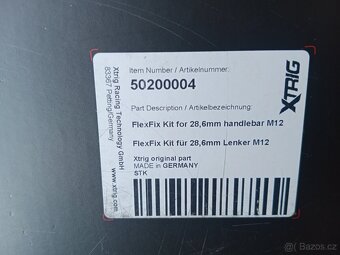 Item Number / Artikelnummer:
50200004
Part Description / Artikelbezeichnung:
FlexFix Kit for 28,6mm handlebar M12
FlexFix Kit für 28,6mm Lenker M12
Xtrig original part
MADE in GERMANY
STK
XTRIG
Xtrig Racing Technology GmbH
83367 Petting/Germany
www.xtrig.com
Bazoš.cz